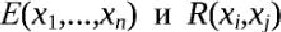 E(x₁,...,xₙ) и R(xᵢ,xⱼ)